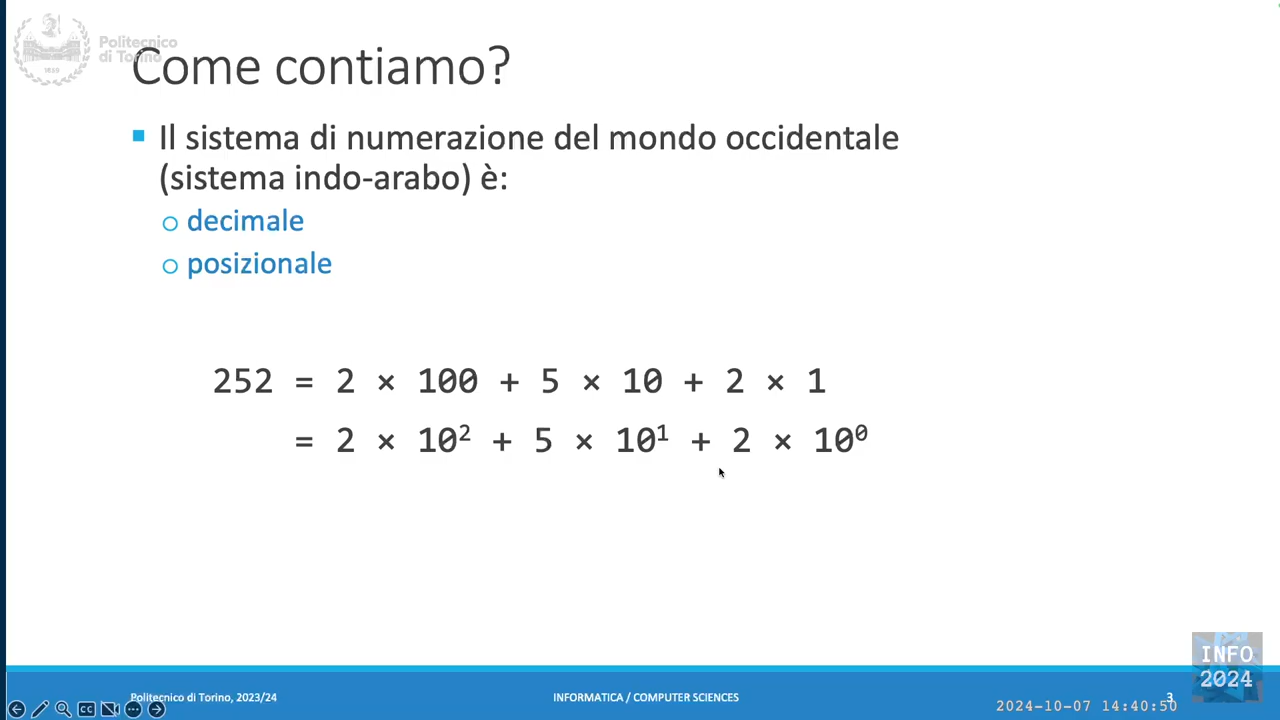 Politecnico
di Torino
Come contiamo?
Il sistema di numerazione del mondo occidentale
(sistema indo-arabo) è:
decimale
posizionale
252 = 2 × 100 + 5 × 10 + 2 × 1
= 2 × 10² + 5 × 10¹ + 2 × 10⁰
INFO
2024
Politecnico di Torino, 2023/24
INFORMATICA / COMPUTER SCIENCES
3
CC
2024-10-07 14:40:50